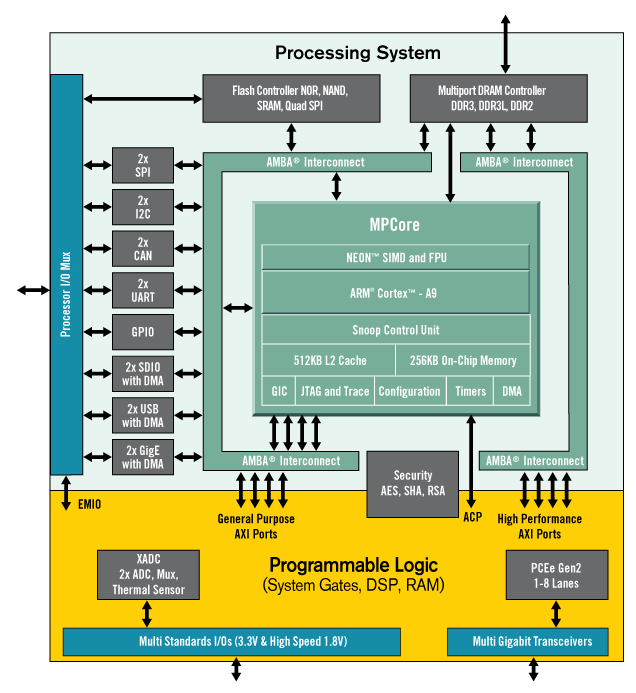 Processing System
Flash Controller NOR, NAND,
SRAM, Quad SPI
Multiport DRAM Controller
DDR3, DDR3L, DDR2
AMBA® Interconnect
AMBA® Interconnect
Processor I/O Mux
2x
SPI
2x
I2C
2x
CAN
2x
UART
GPIO
2x SDIO
with DMA
2x USB
with DMA
2x GigE
with DMA
MPCore
NEON™ SIMD and FPU
ARM® Cortex™ - A9
Snoop Control Unit
512KB L2 Cache
256KB On-Chip Memory
GIC
JTAG and Trace
Configuration
Timers
DMA
AMBA® Interconnect
AMBA® Interconnect
Security
AES, SHA, RSA
EMIO
General Purpose
AXI Ports
ACP
High Performance
AXI Ports
XADC
2x ADC, Mux,
Thermal Sensor
Programmable Logic
(System Gates, DSP, RAM)
PCEe Gen2
1-8 Lanes
Multi Standards I/Os (3.3V & High Speed 1.8V)
Multi Gigabit Transceivers